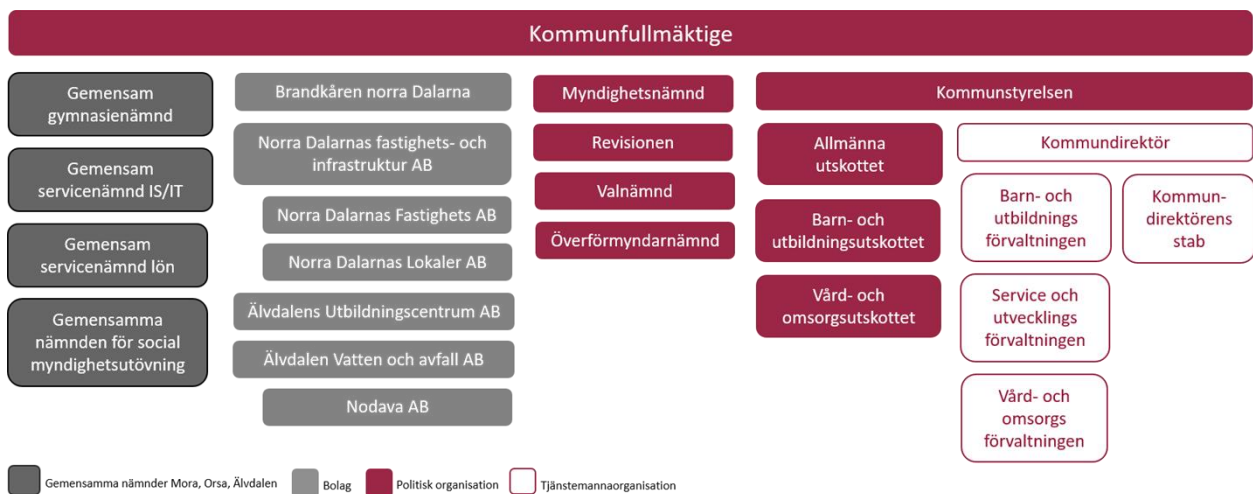 Kommunfullmäktige
Gemensam
gymnasienämnd
Gemensam
servicenämnd IS/IT
Gemensam
servicenämnd lön
Gemensamma
nämnden för social
myndighetsutövning
Brandkåren norra Dalarna
Norra Dalarnas fastighets- och
infrastruktur AB
Norra Dalarnas Fastighets AB
Norra Dalarnas Lokaler AB
Älvdalens Utbildningscentrum AB
Älvdalen Vatten och avfall AB
Nodava AB
Myndighetsnämnd
Revisionen
Valnämnd
Överförmyndarnämnd
Kommunstyrelsen
Allmänna
utskottet
Barn- och
utbildningsutskottet
Vård- och
omsorgsutskottet
Kommundirektör
Barn- och
utbildnings
förvaltningen
Service och
utvecklings
förvaltningen
Vård- och
omsorgs
förvaltningen
Kommun-
direktörens
stab
Gemensamma nämnder Mora, Orsa, Älvdalen
Bolag
Politisk organisation
Tjänstemannaorganisation